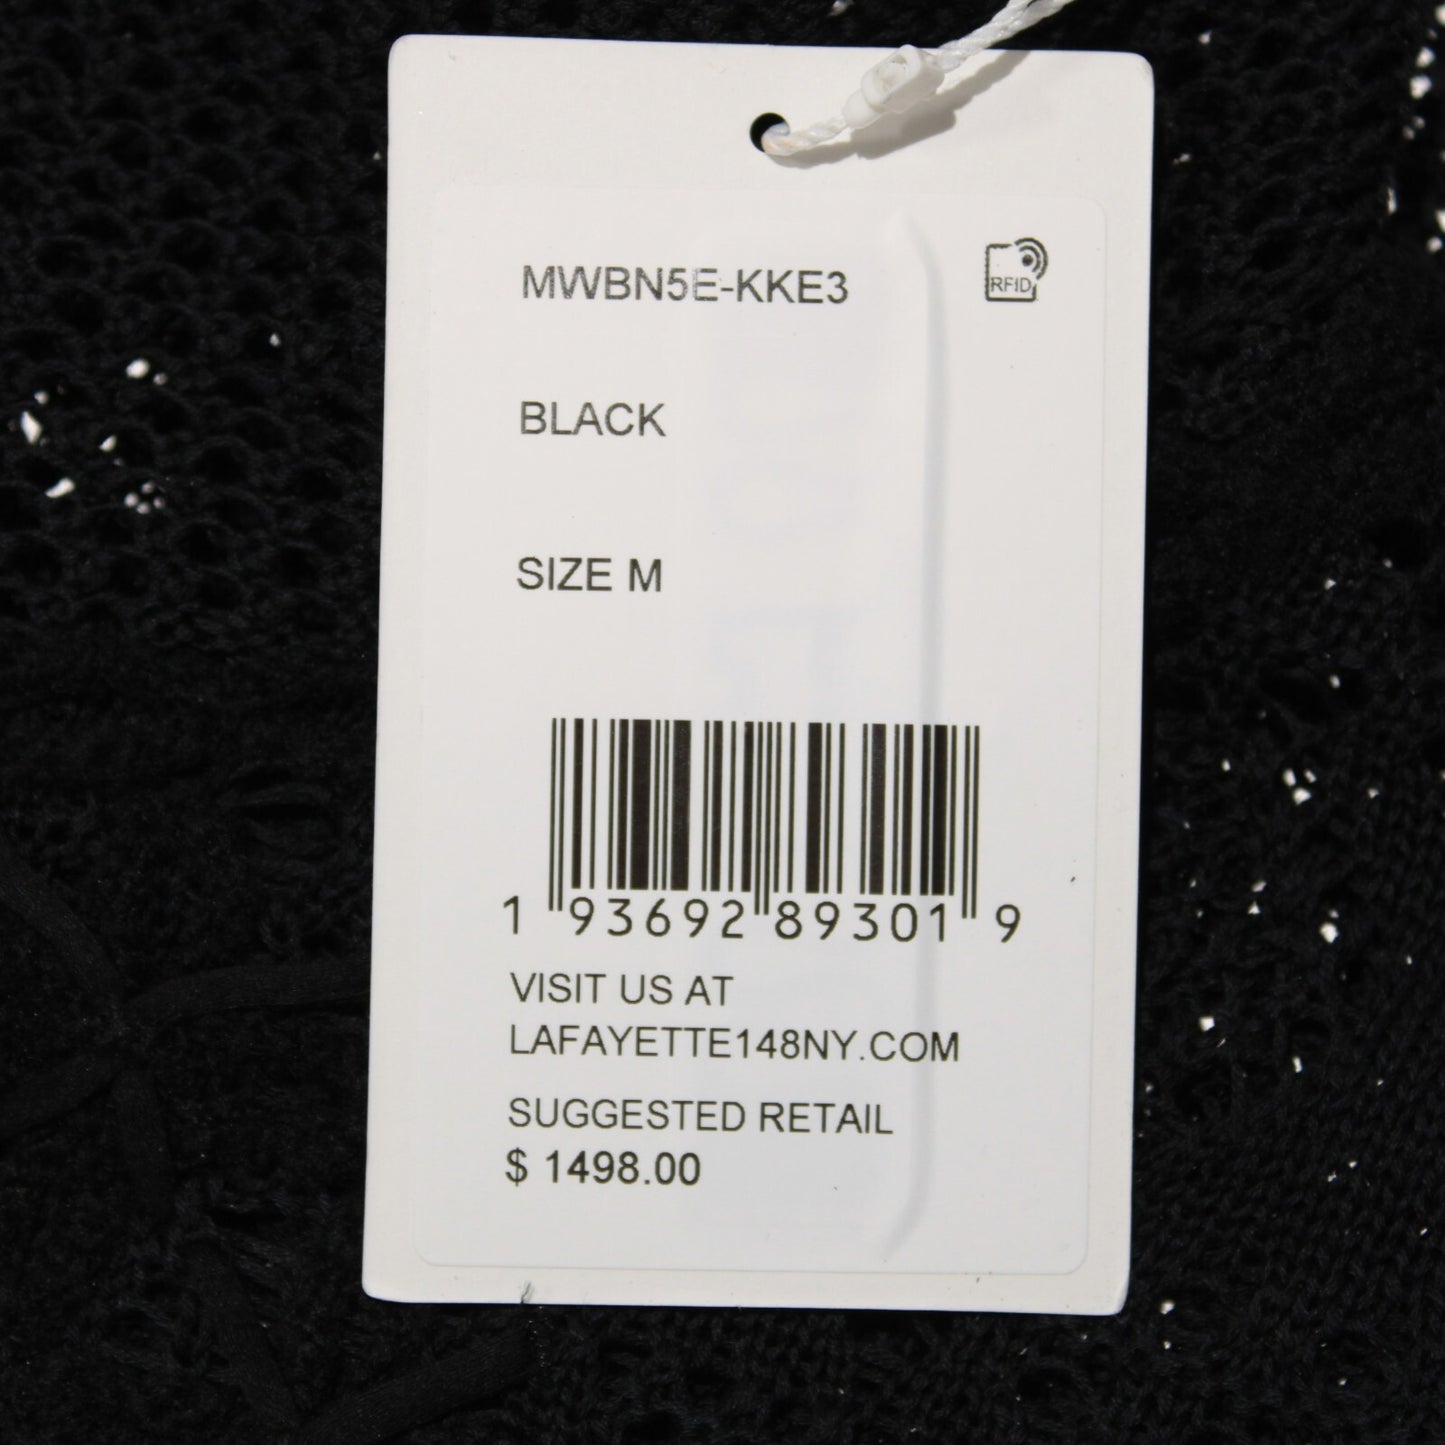 MWBN5E-KKE3
RFID
BLACK
SIZE M
1 93692 89301 9
VISIT US AT
LAFAYETTE148NY.COM
SUGGESTED RETAIL
$ 1498.00